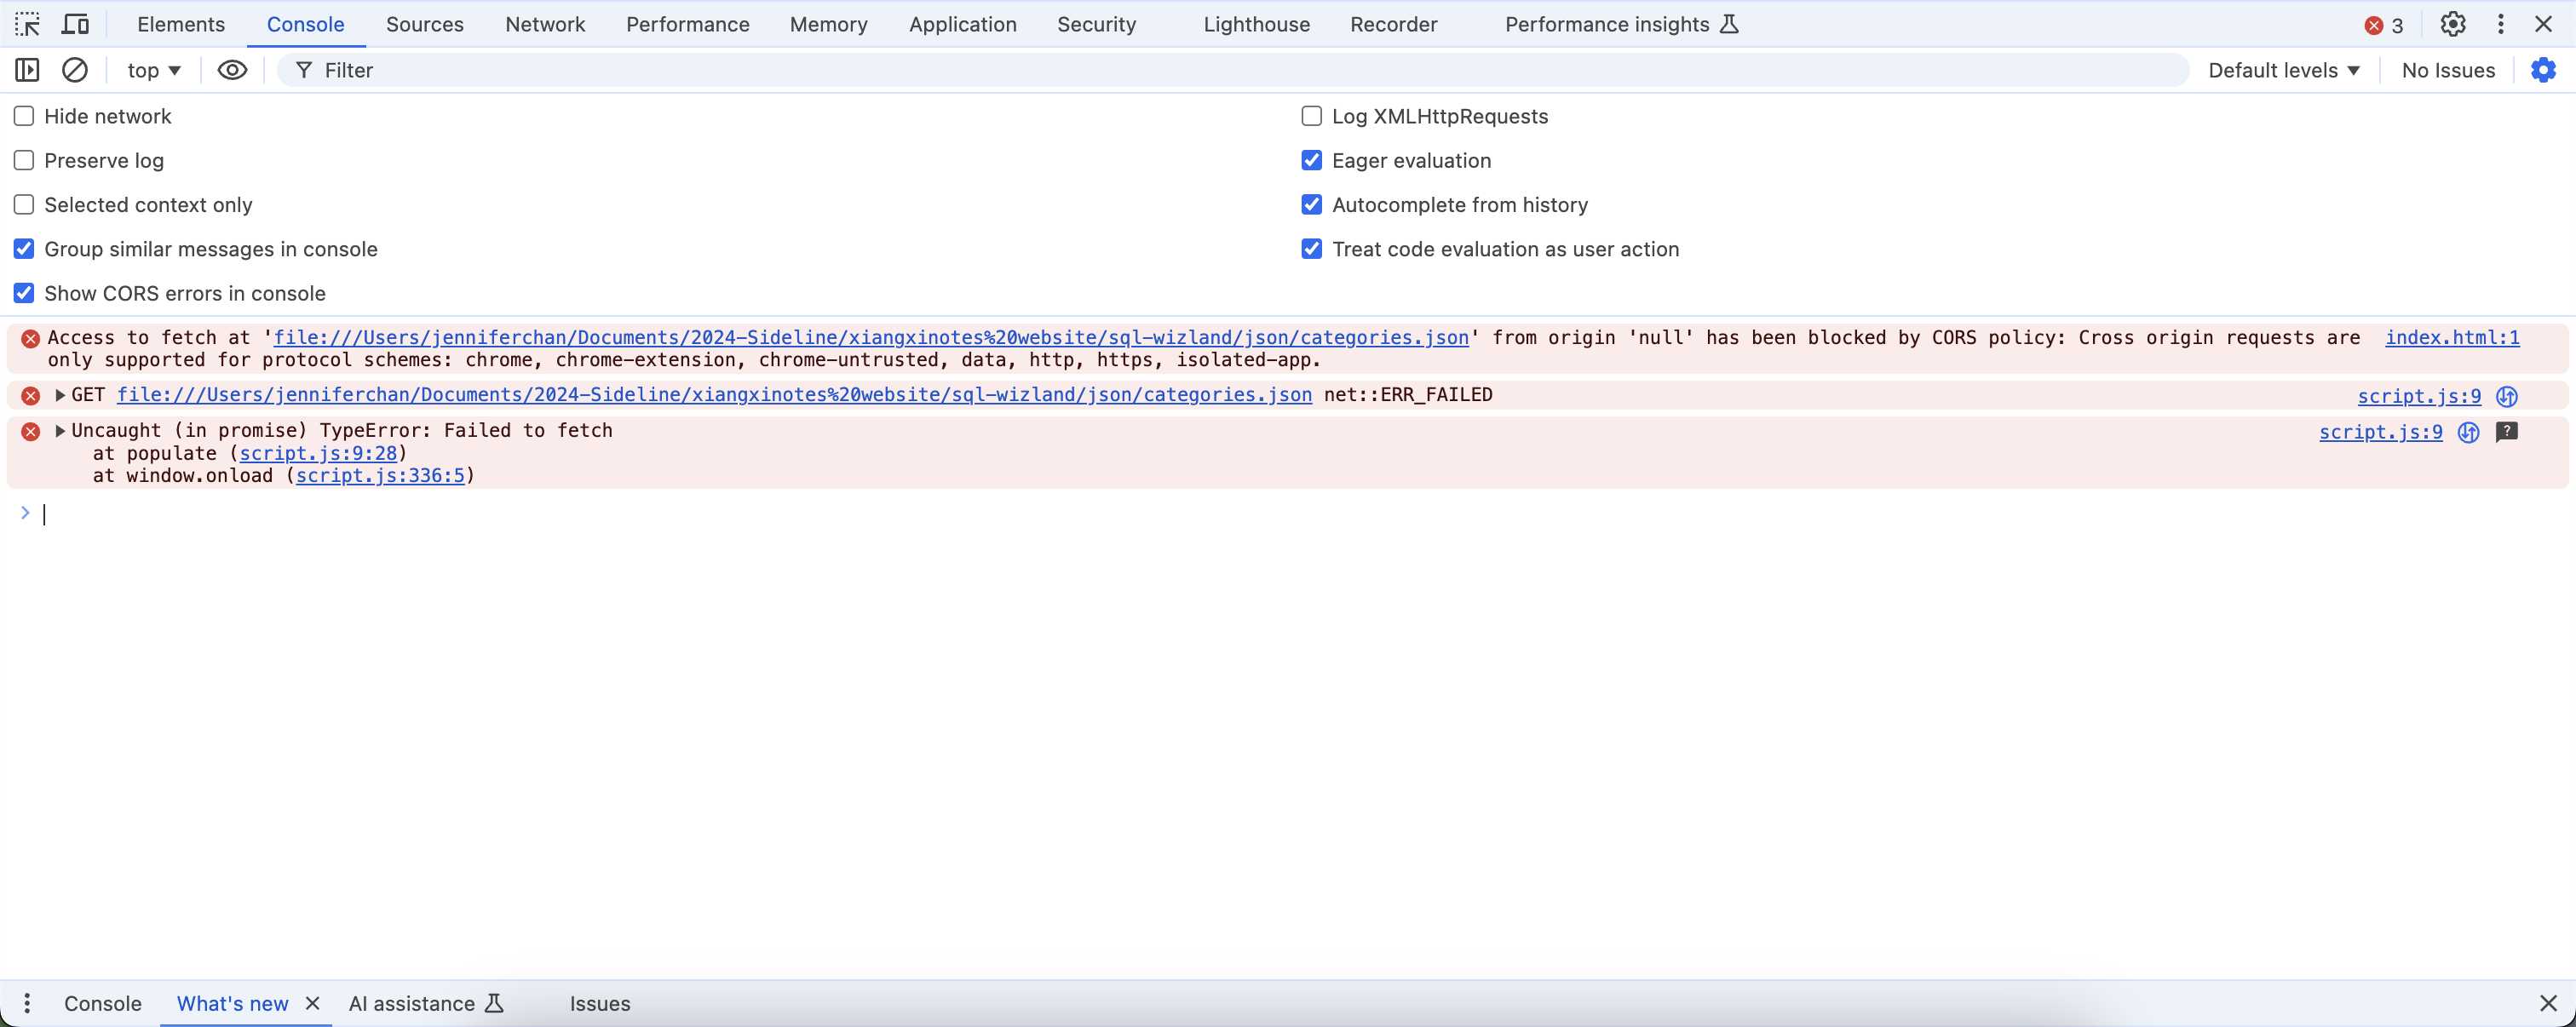 Elements Console Sources Network Performance Memory Application Security Lighthouse Recorder Performance insights 3
top Filter Default levels No Issues
Hide network Log XMLHttpRequests
Preserve log Eager evaluation
Selected context only Autocomplete from history
Group similar messages in console Treat code evaluation as user action
Show CORS errors in console
Access to fetch at 'file:///Users/jenniferchan/Documents/2024-Sideline/xiangxinotes%20website/sql-wizland/json/categories.json' from origin 'null' has been blocked by CORS policy: Cross origin requests are index.html:1
only supported for protocol schemes: chrome, chrome-extension, chrome-untrusted, data, http, https, isolated-app.
GET file:///Users/jenniferchan/Documents/2024-Sideline/xiangxinotes%20website/sql-wizland/json/categories.json net::ERR_FAILED script.js:9
Uncaught (in promise) TypeError: Failed to fetch script.js:9
at populate (script.js:9:28)
at window.onload (script.js:336:5)
Console What's new AI assistance Issues